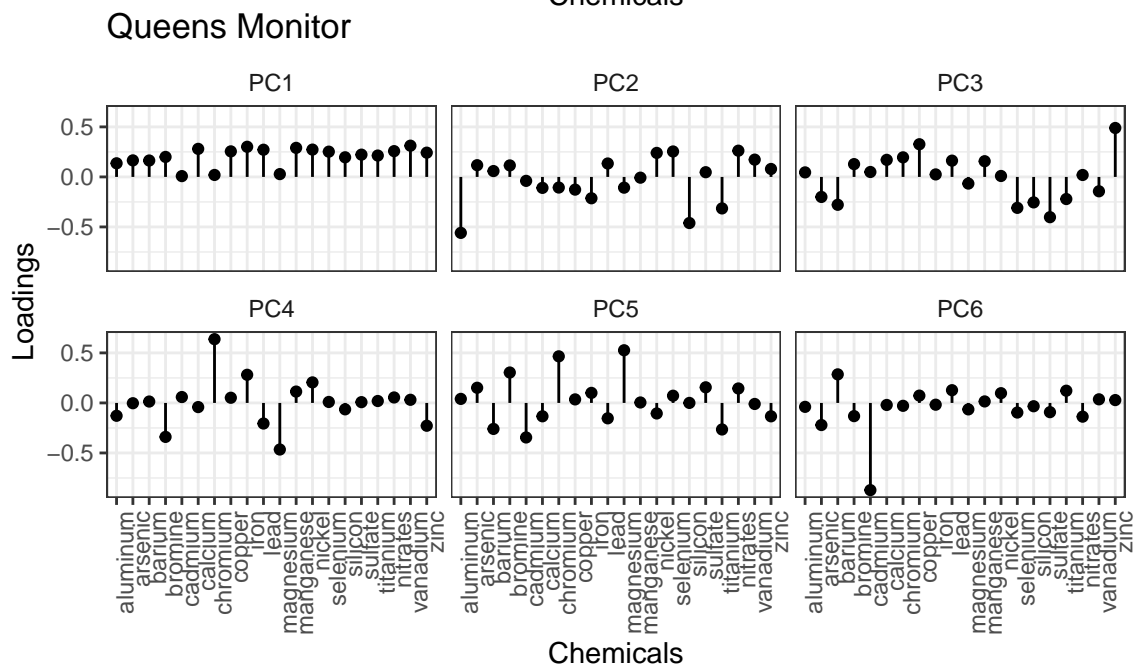 Chemicals
Queens Monitor
PC1 PC2 PC3
0.5
0.0
−0.5
PC4 PC5 PC6
0.5
0.0
−0.5
Loadings
aluminum arsenic barium bromine cadmium calcium chromium copper iron lead magnesium manganese nickel selenium silicon sulfate titanium nitrates vanadium zinc
aluminum arsenic barium bromine cadmium calcium chromium copper iron lead magnesium manganese nickel selenium silicon sulfate titanium nitrates vanadium zinc
aluminum arsenic barium bromine cadmium calcium chromium copper iron lead magnesium manganese nickel selenium silicon sulfate titanium nitrates vanadium zinc
Chemicals